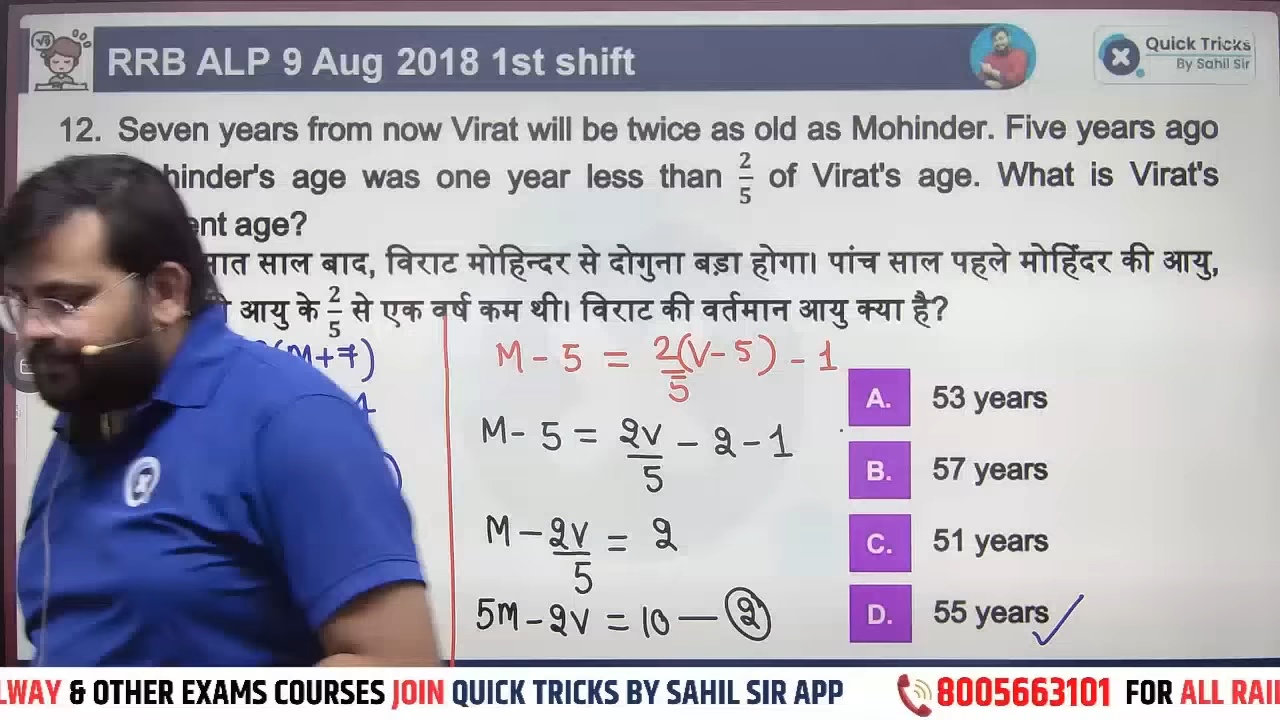 RRB ALP 9 Aug 2018 1st shift
Quick Tricks
By Sahil Sir
12. Seven years from now Virat will be twice as old as Mohinder. Five years ago
hinder's age was one year less than 2/5 of Virat's age. What is Virat's
ent age?
सात साल बाद, विराट मोहिन्दर से दोगुना बड़ा होगा। पांच साल पहले मोहिंदर की आयु,
आयु के 2/5 से एक वर्ष कम थी। विराट की वर्तमान आयु क्या है?
(M+7)
1
M - 5 = 2/5 (V - 5) - 1
M - 5 = 2V/5 - 2 - 1
M - 2V/5 = 2
5M - 2V = 10 — 2
A. 53 years
B. 57 years
C. 51 years
D. 55 years ✓
LWAY & OTHER EXAMS COURSES JOIN QUICK TRICKS BY SAHIL SIR APP 8005663101 FOR ALL RAI